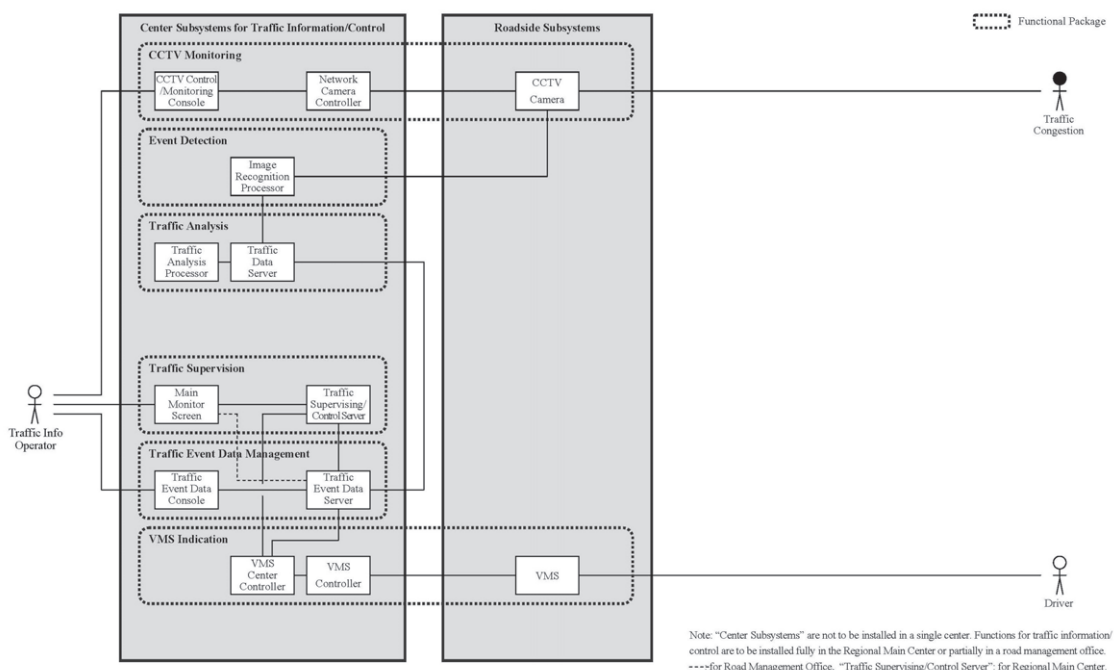 Center Subsystems for Traffic Information/Control
Roadside Subsystems
Functional Package
CCTV Monitoring
CCTV Control
/Monitoring
Console
Network
Camera
Controller
CCTV
Camera
Traffic
Congestion
Event Detection
Image
Recognition
Processor
Traffic Analysis
Traffic
Analysis
Processor
Traffic
Data
Server
Traffic Supervision
Main
Monitor
Screen
Traffic
Supervising/
Control Server
Traffic Info
Operator
Traffic Event Data Management
Traffic
Event Data
Console
Traffic
Event Data
Server
VMS Indication
VMS
Center
Controller
VMS
Controller
VMS
Driver
Note: “Center Subsystems” are not to be installed in a single center. Functions for traffic information/
control are to be installed fully in the Regional Main Center or partially in a road management office.
----for Road Management Office, “Traffic Supervising/Control Server”: for Regional Main Center.